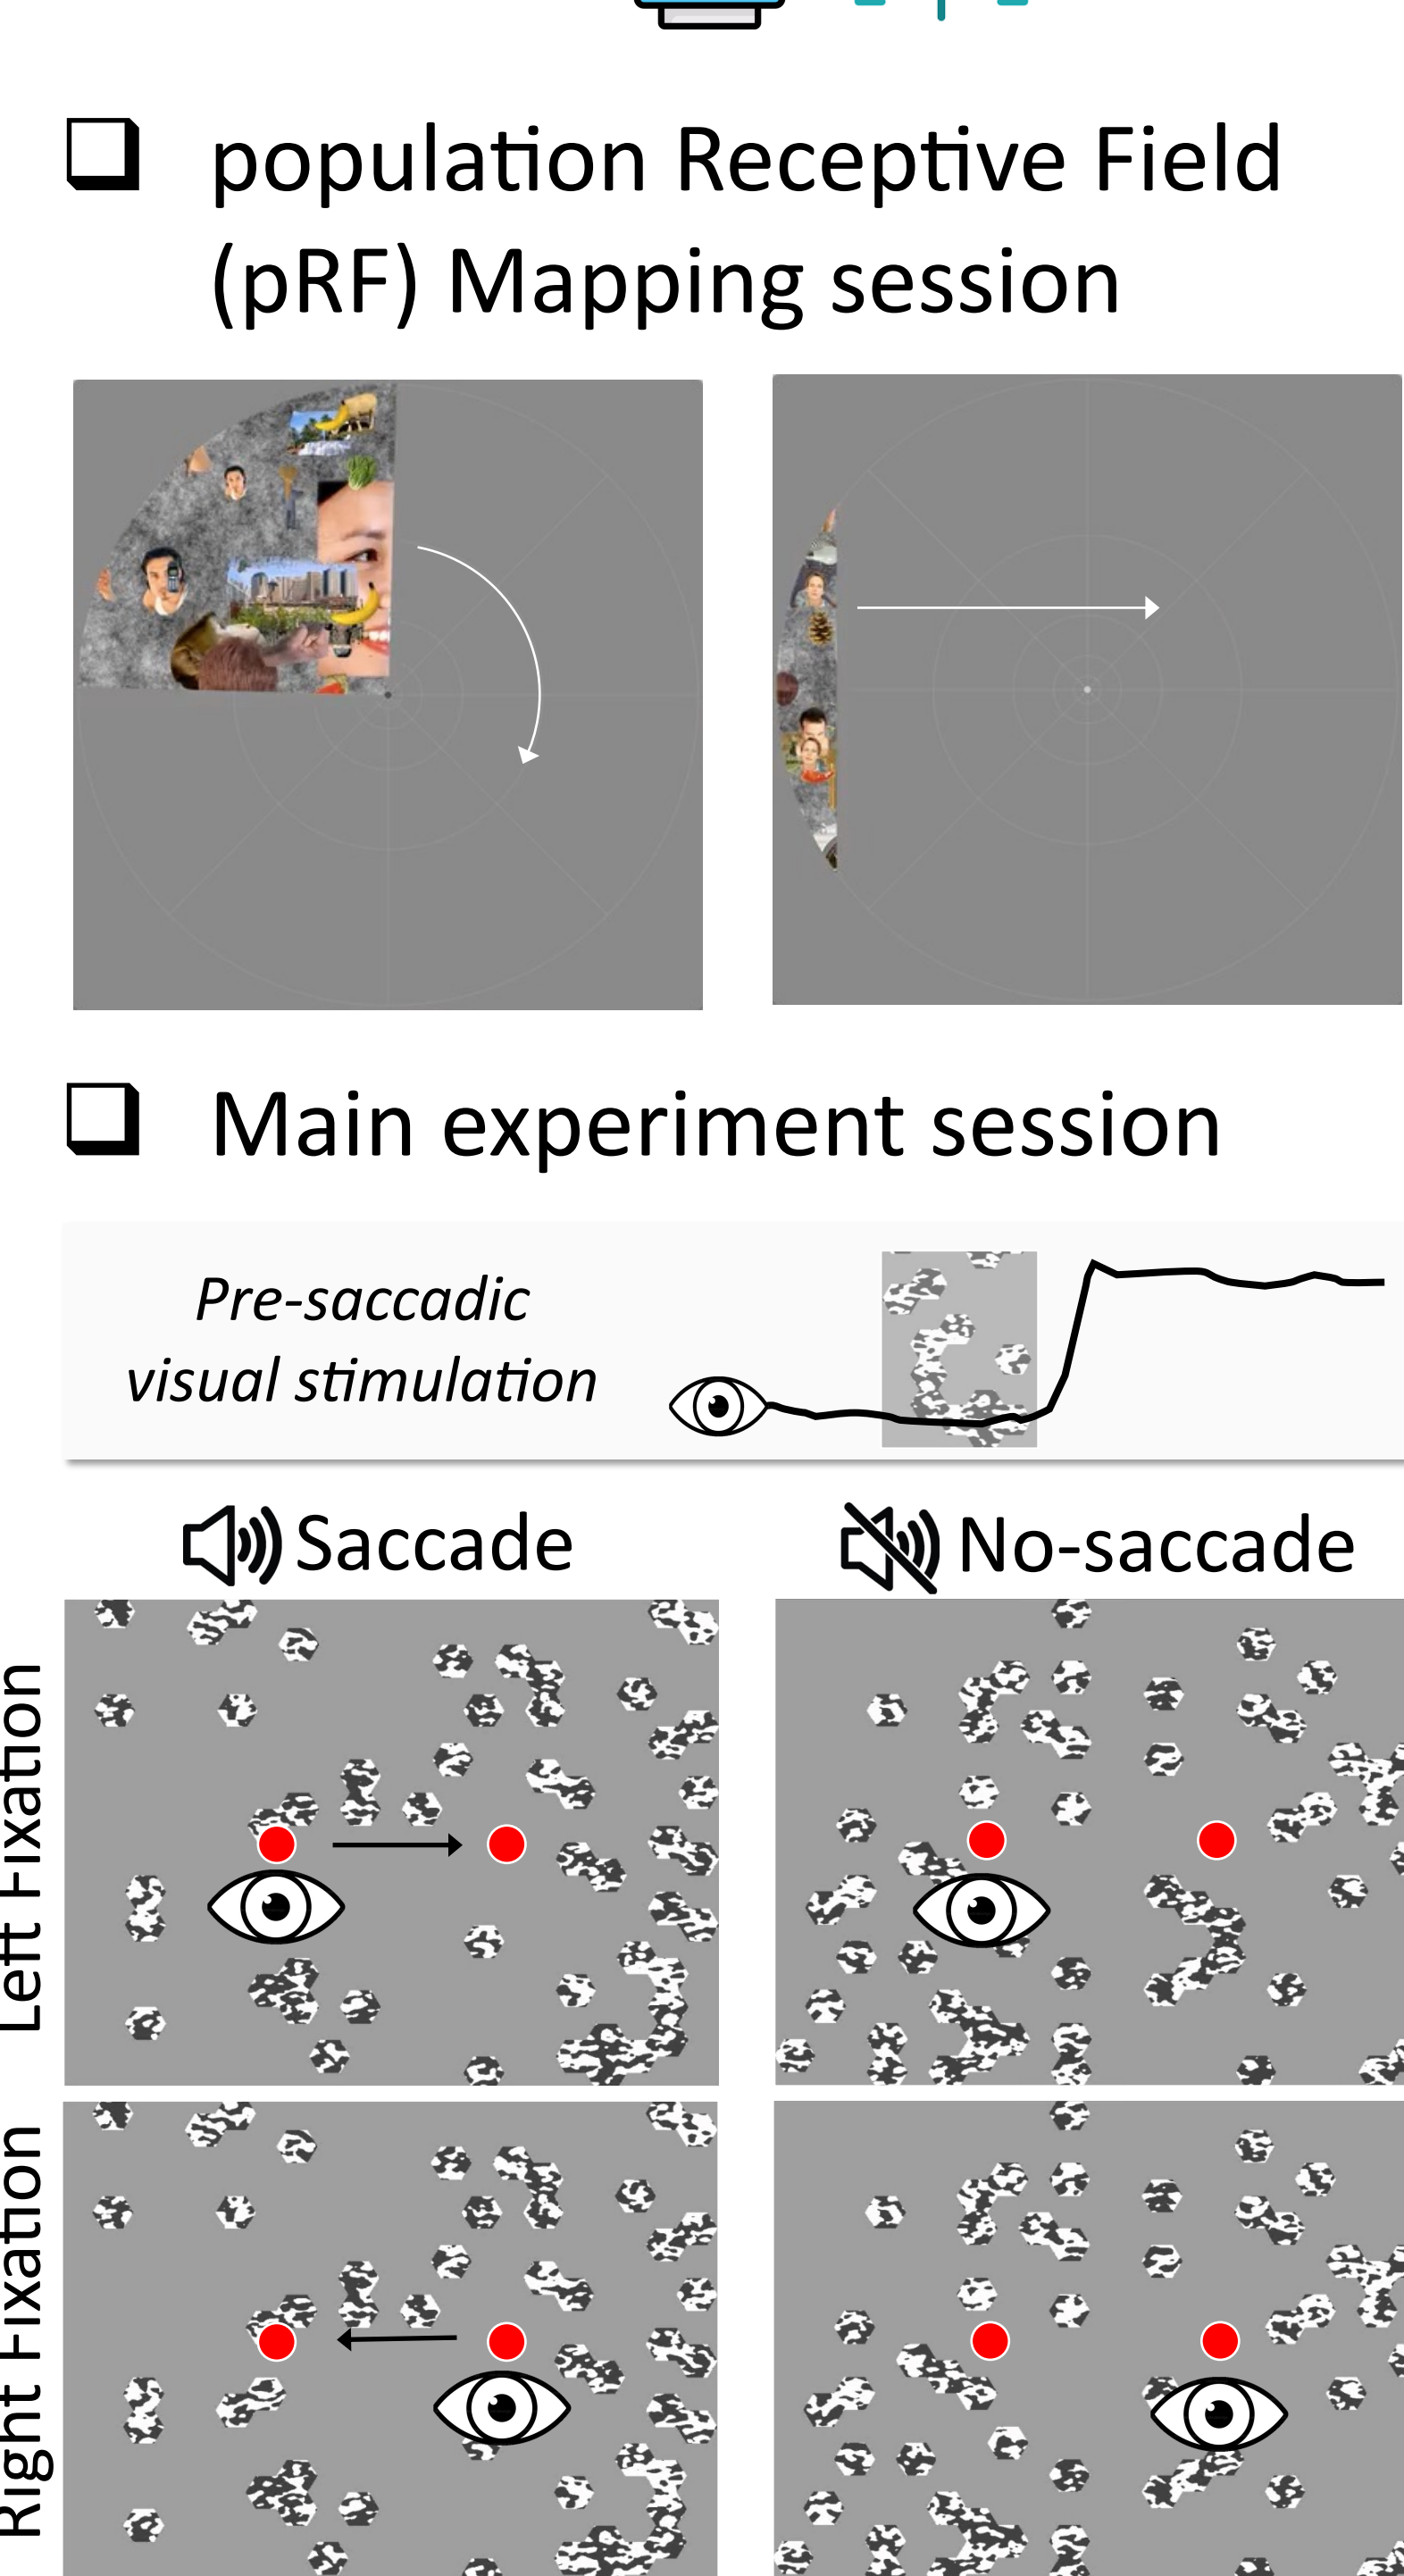 ❑ population Receptive Field
(pRF) Mapping session
❑ Main experiment session
Pre-saccadic
visual stimulation
Saccade
No-saccade
Left Fixation
Right Fixation